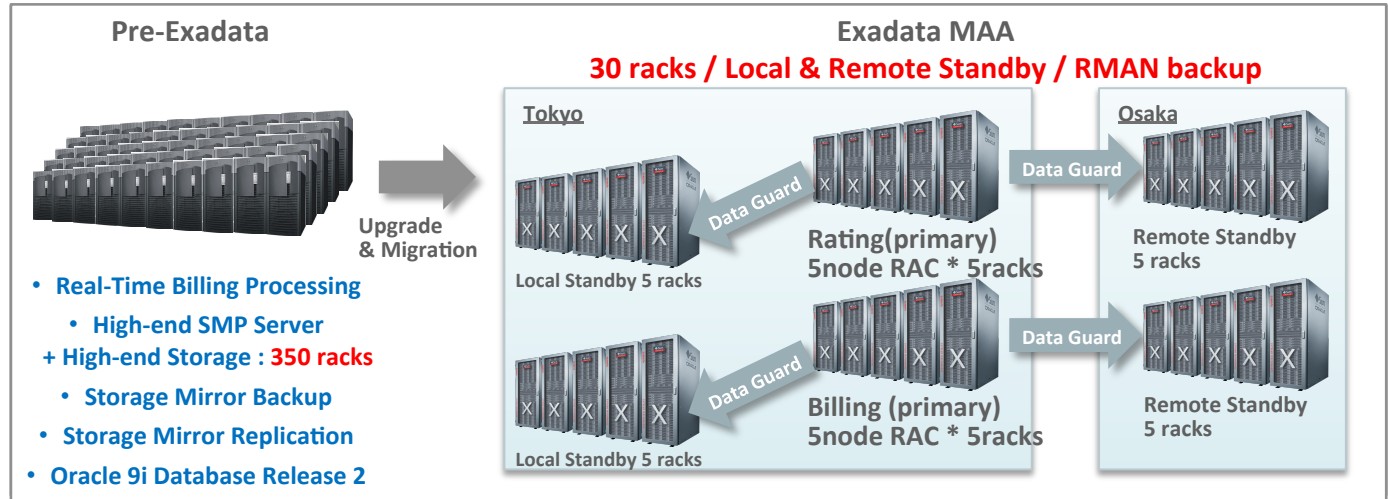 Pre-Exadata
Upgrade
& Migration
• Real-Time Billing Processing
• High-end SMP Server
+ High-end Storage : 350 racks
• Storage Mirror Backup
• Storage Mirror Replication
• Oracle 9i Database Release 2
Exadata MAA
30 racks / Local & Remote Standby / RMAN backup
Tokyo
Data Guard
Local Standby 5 racks
Rating(primary)
5node RAC * 5racks
Data Guard
Local Standby 5 racks
Billing (primary)
5node RAC * 5racks
Osaka
Data Guard
Remote Standby
5 racks
Data Guard
Remote Standby
5 racks